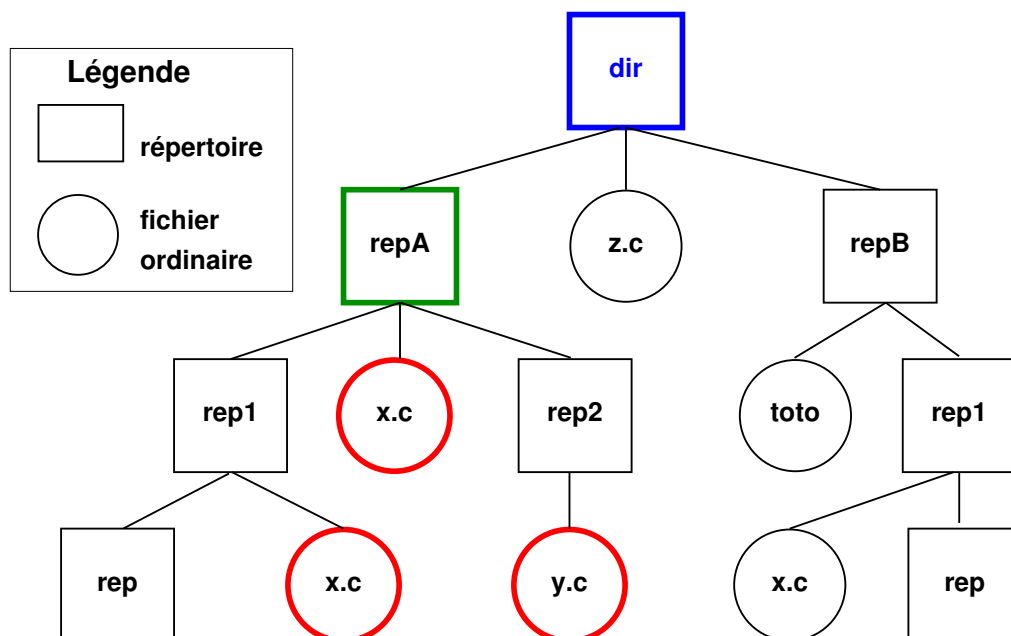 dir
Légende
répertoire
fichier
ordinaire
repA
z.c
repB
rep1
x.c
rep2
toto
rep1
rep
x.c
y.c
x.c
rep